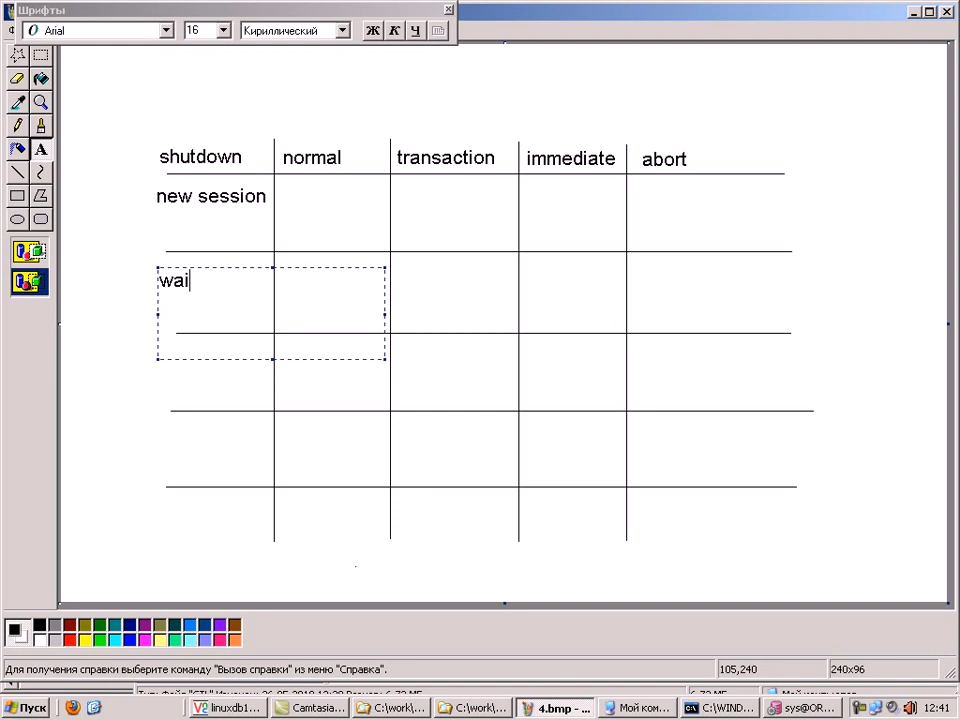 Шрифты
Arial
16
Кириллический
Ж К Ч
shutdown normal transaction immediate abort
new session
wai
Для получения справки выберите команду "Вызов справки" из меню "Справка".
105,240
240x96
Пуск
linuxdb1...
Camtasia...
C:\work\...
C:\work\...
4.bmp - ...
Мой ком...
C:\WIND...
sys@OR...
12:41